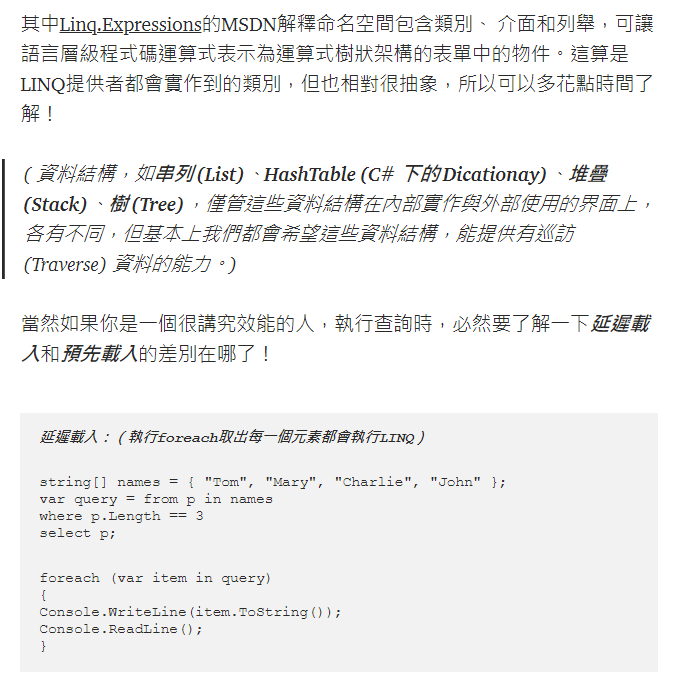 其中Linq.Expressions的MSDN解釋命名空間包含類別、 介面和列舉，可讓
語言層級程式碼運算式表示為運算式樹狀架構的表單中的物件。這算是
LINQ提供者都會實作到的類別，但也相對很抽象，所以可以多花點時間了
解！
( 資料結構，如串列 (List) 、HashTable (C# 下的 Dicationay) 、堆疊
(Stack) 、樹 (Tree) ，僅管這些資料結構在內部實作與外部使用的界面上，
各有不同，但基本上我們都會希望這些資料結構，能提供有巡訪
(Traverse) 資料的能力。)
當然如果你是一個很講究效能的人，執行查詢時，必然要了解一下延遲載
入和預先載入的差別在哪了！
延遲載入：（執行foreach取出每一個元素都會執行LINQ）
string[] names = { "Tom", "Mary", "Charlie", "John" };
var query = from p in names
where p.Length == 3
select p;
foreach (var item in query)
{
Console.WriteLine(item.ToString());
Console.ReadLine();
}